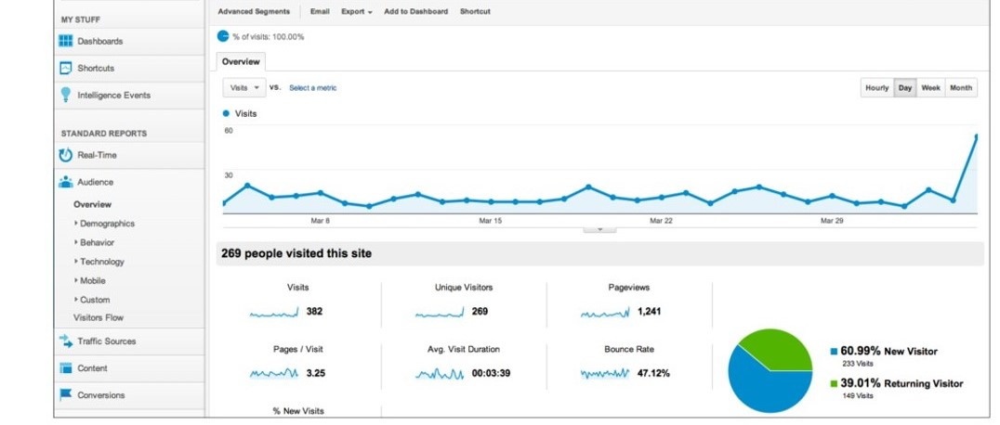 Advanced Segments Email Export Add to Dashboard Shortcut
% of visits: 100.00%
Overview
Visits vs. Select a metric
Hourly Day Week Month
Visits
60
30
Mar 8 Mar 15 Mar 22 Mar 29
MY STUFF
Dashboards
Shortcuts
Intelligence Events
STANDARD REPORTS
Real-Time
Audience
Overview
Demographics
Behavior
Technology
Mobile
Custom
Visitors Flow
Traffic Sources
Content
Conversions
269 people visited this site
Visits
382
Unique Visitors
269
Pageviews
1,241
Pages / Visit
3.25
Avg. Visit Duration
00:03:39
Bounce Rate
47.12%
% New Visits
60.99% New Visitor
233 Visits
39.01% Returning Visitor
149 Visits